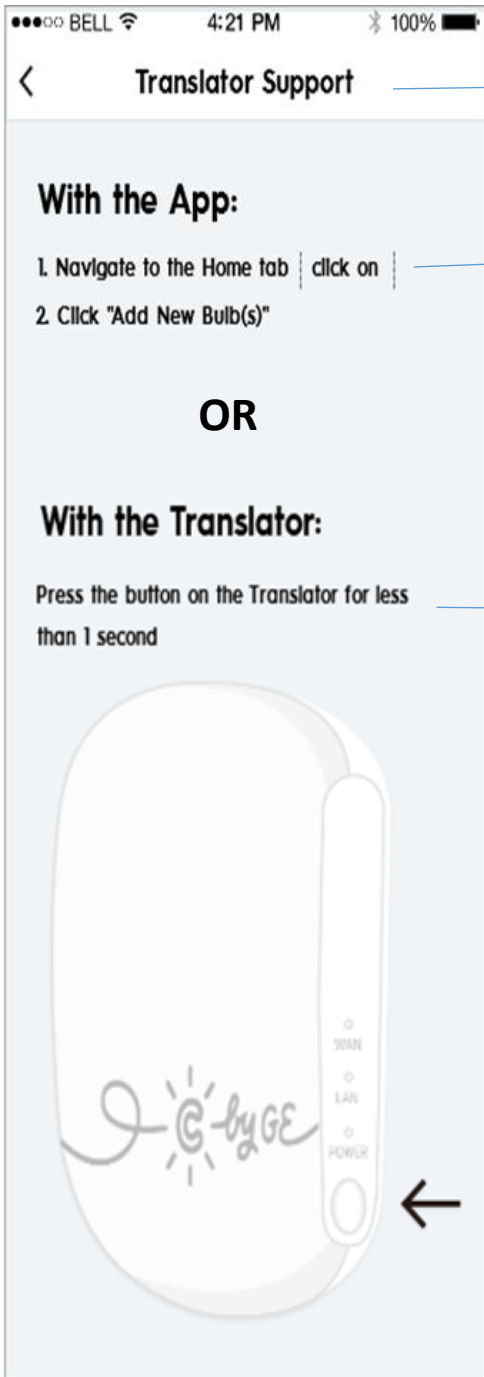 BELL 4:21 PM 100%
Translator Support
With the App:
1. Navigate to the Home tab click on
2. Click "Add New Bulb(s)"
OR
With the Translator:
Press the button on the Translator for less
than 1 second
WAN
LAN
C by GE
POWER